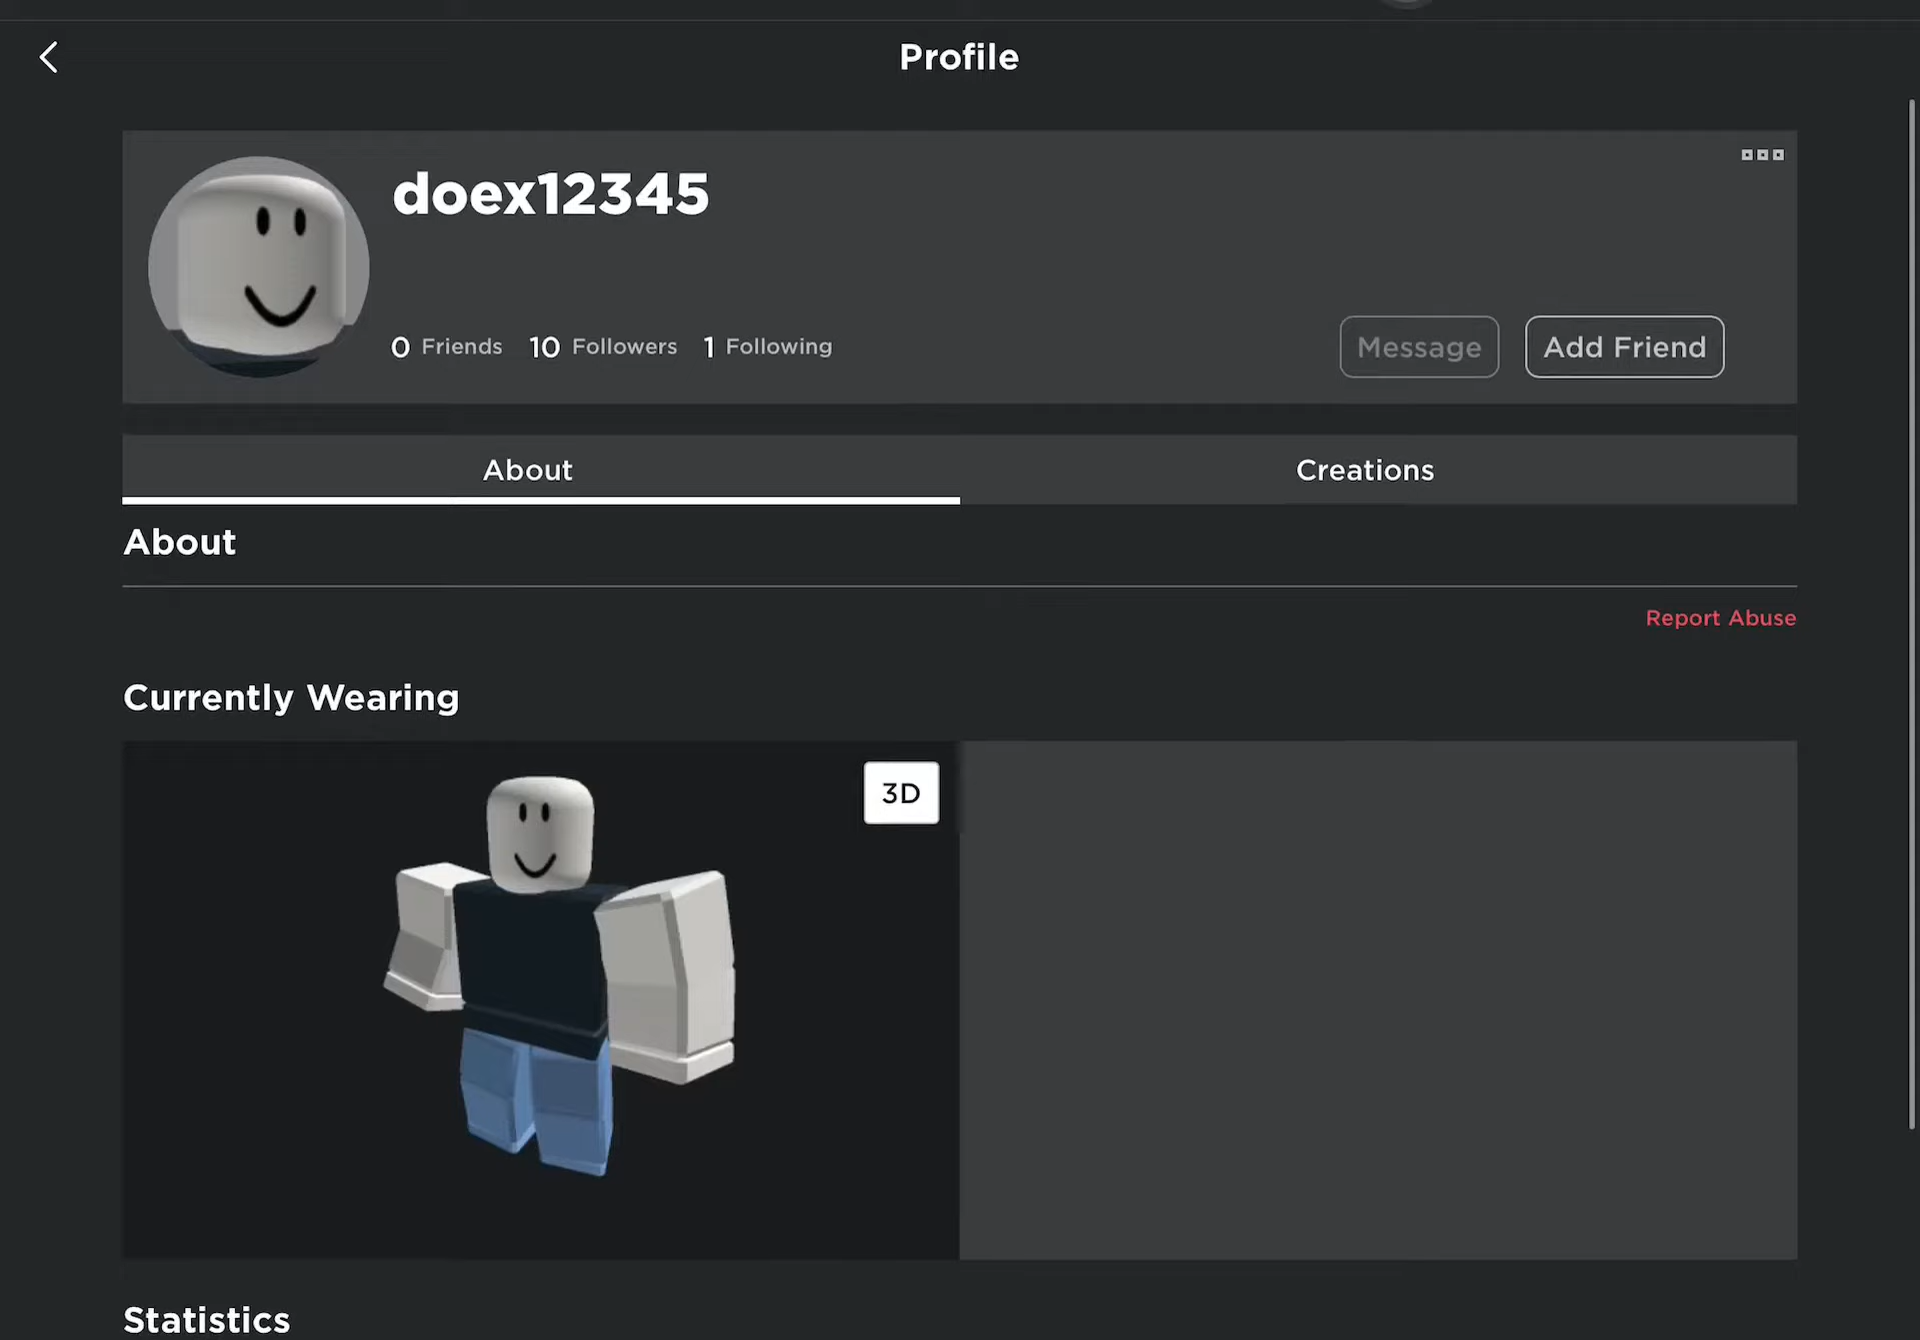 Profile
doex12345
0 Friends 10 Followers 1 Following
Message Add Friend
About Creations
About
Report Abuse
Currently Wearing
3D
Statistics